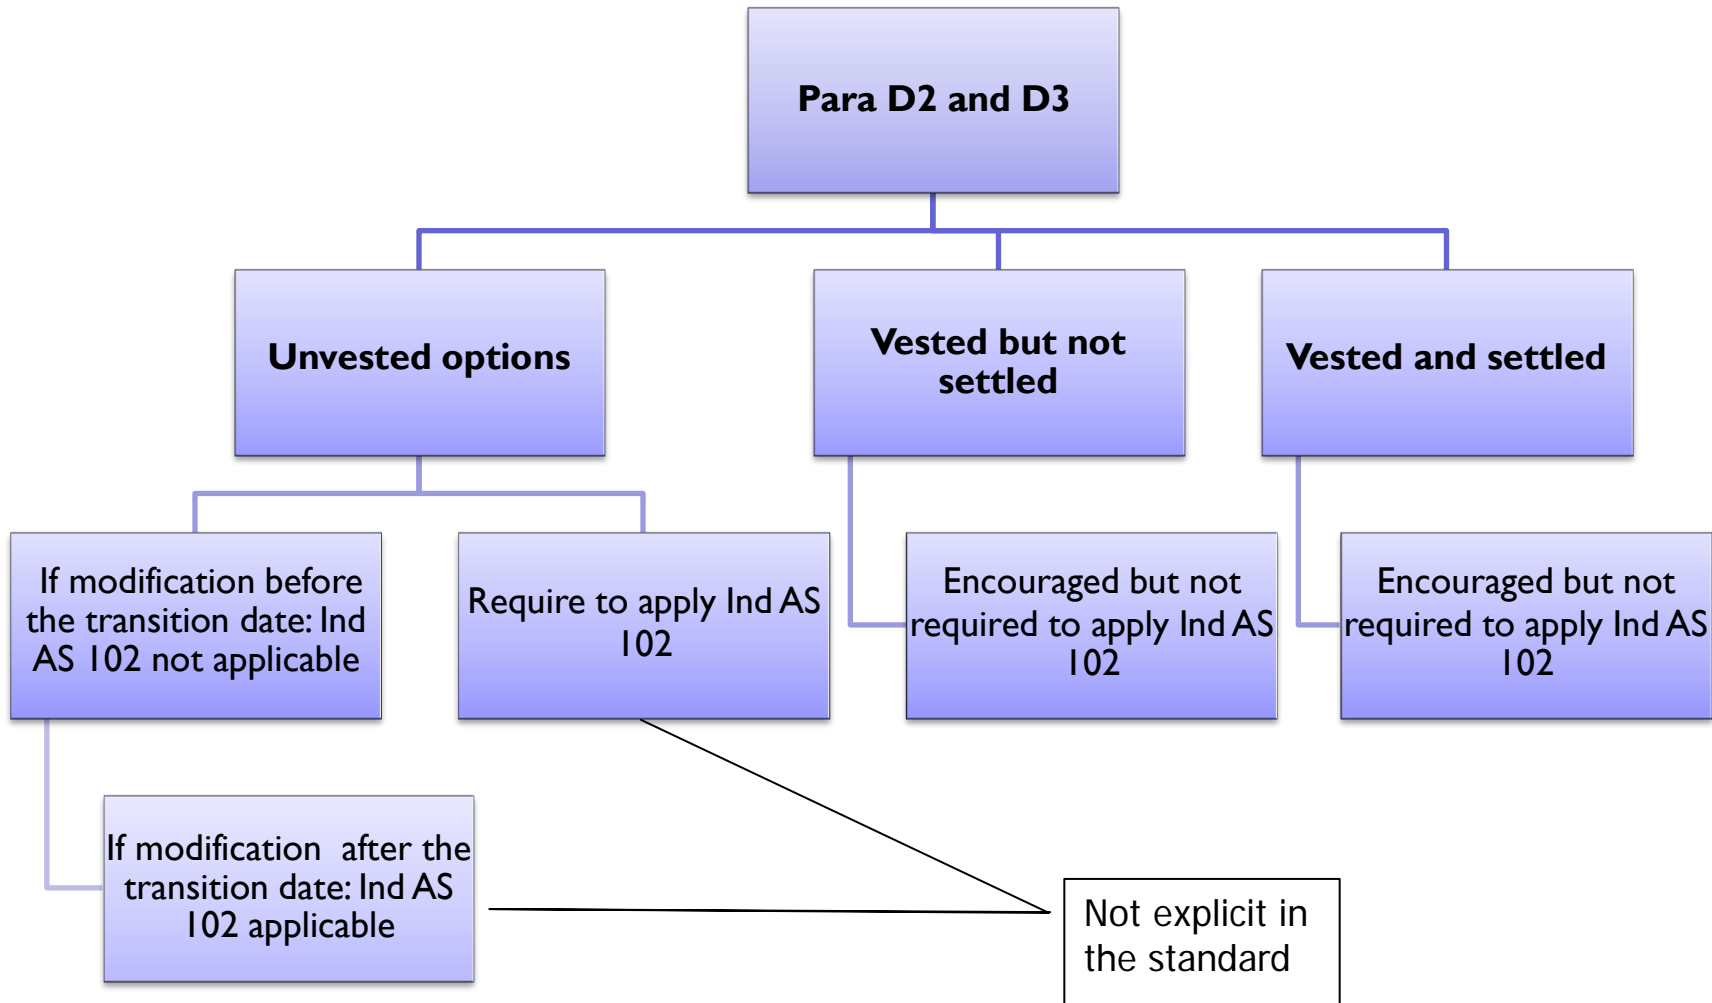 Para D2 and D3
Unvested options
Vested but not
settled
Vested and settled
If modification before
the transition date: Ind
AS 102 not applicable
Require to apply Ind AS
102
Encouraged but not
required to apply Ind AS
102
Encouraged but not
required to apply Ind AS
102
If modification after the
transition date: Ind AS
102 applicable
Not explicit in
the standard